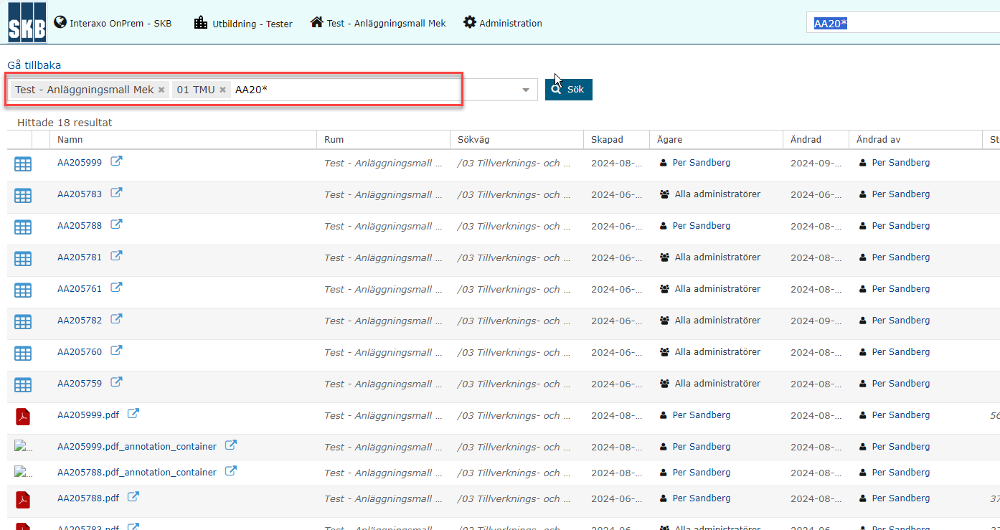 SKB Interaxo OnPrem - SKB Utbildning - Tester Test - Anläggningsmall Mek Administration AA20*
Gå tillbaka
Test - Anläggningsmall Mek × 01 TMU × AA20* Sök
Hittade 18 resultat
Namn Rum Sökväg Skapad Ägare Ändrad Ändrad av St
AA205999 Test - Anläggningsmall ... /03 Tillverknings- och ... 2024-08-... Per Sandberg 2024-09-... Per Sandberg
AA205783 Test - Anläggningsmall ... /03 Tillverknings- och ... 2024-06-... Alla administratörer 2024-06-... Per Sandberg
AA205788 Test - Anläggningsmall ... /03 Tillverknings- och ... 2024-06-... Per Sandberg 2024-08-... Per Sandberg
AA205781 Test - Anläggningsmall ... /03 Tillverknings- och ... 2024-06-... Alla administratörer 2024-08-... Per Sandberg
AA205761 Test - Anläggningsmall ... /03 Tillverknings- och ... 2024-06-... Alla administratörer 2024-08-... Per Sandberg
AA205782 Test - Anläggningsmall ... /03 Tillverknings- och ... 2024-06-... Alla administratörer 2024-09-... Per Sandberg
AA205760 Test - Anläggningsmall ... /03 Tillverknings- och ... 2024-06-... Alla administratörer 2024-08-... Per Sandberg
AA205759 Test - Anläggningsmall ... /03 Tillverknings- och ... 2024-06-... Alla administratörer 2024-08-... Per Sandberg
AA205999.pdf Test - Anläggningsmall ... /03 Tillverknings- och ... 2024-08-... Per Sandberg 2024-08-... Per Sandberg 56
... AA205999.pdf_annotation_container Test - Anläggningsmall ... /03 Tillverknings- och ... 2024-08-... Per Sandberg 2024-08-... Per Sandberg
... AA205788.pdf_annotation_container Test - Anläggningsmall ... /03 Tillverknings- och ... 2024-08-... Per Sandberg 2024-08-... Per Sandberg
AA205788.pdf Test - Anläggningsmall ... /03 Tillverknings- och ... 2024-06-... Per Sandberg 2024-08-... Per Sandberg 37
AA205783.pdf Test - Anläggningsmall ... /03 Tillverknings- och ... 2024-06-... Alla administratörer 2024-06-... Per Sandberg